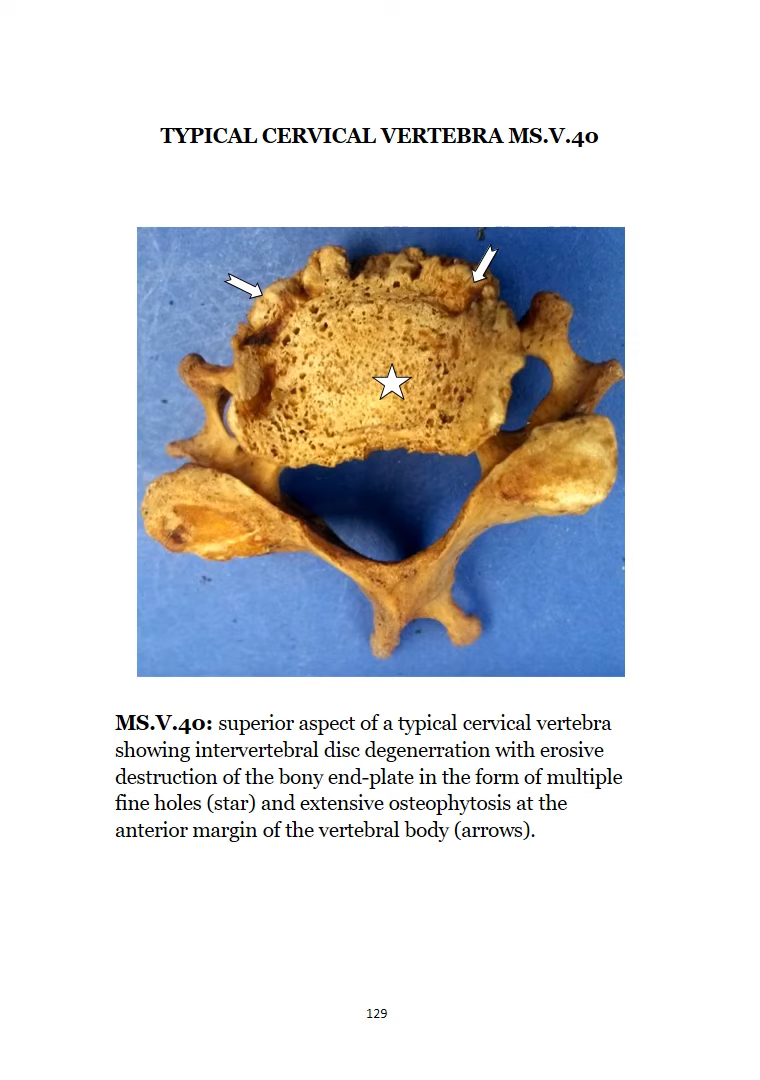 TYPICAL CERVICAL VERTEBRA MS.V.40
MS.V.40: superior aspect of a typical cervical vertebra
showing intervertebral disc degenerration with erosive
destruction of the bony end-plate in the form of multiple
fine holes (star) and extensive osteophytosis at the
anterior margin of the vertebral body (arrows).
129